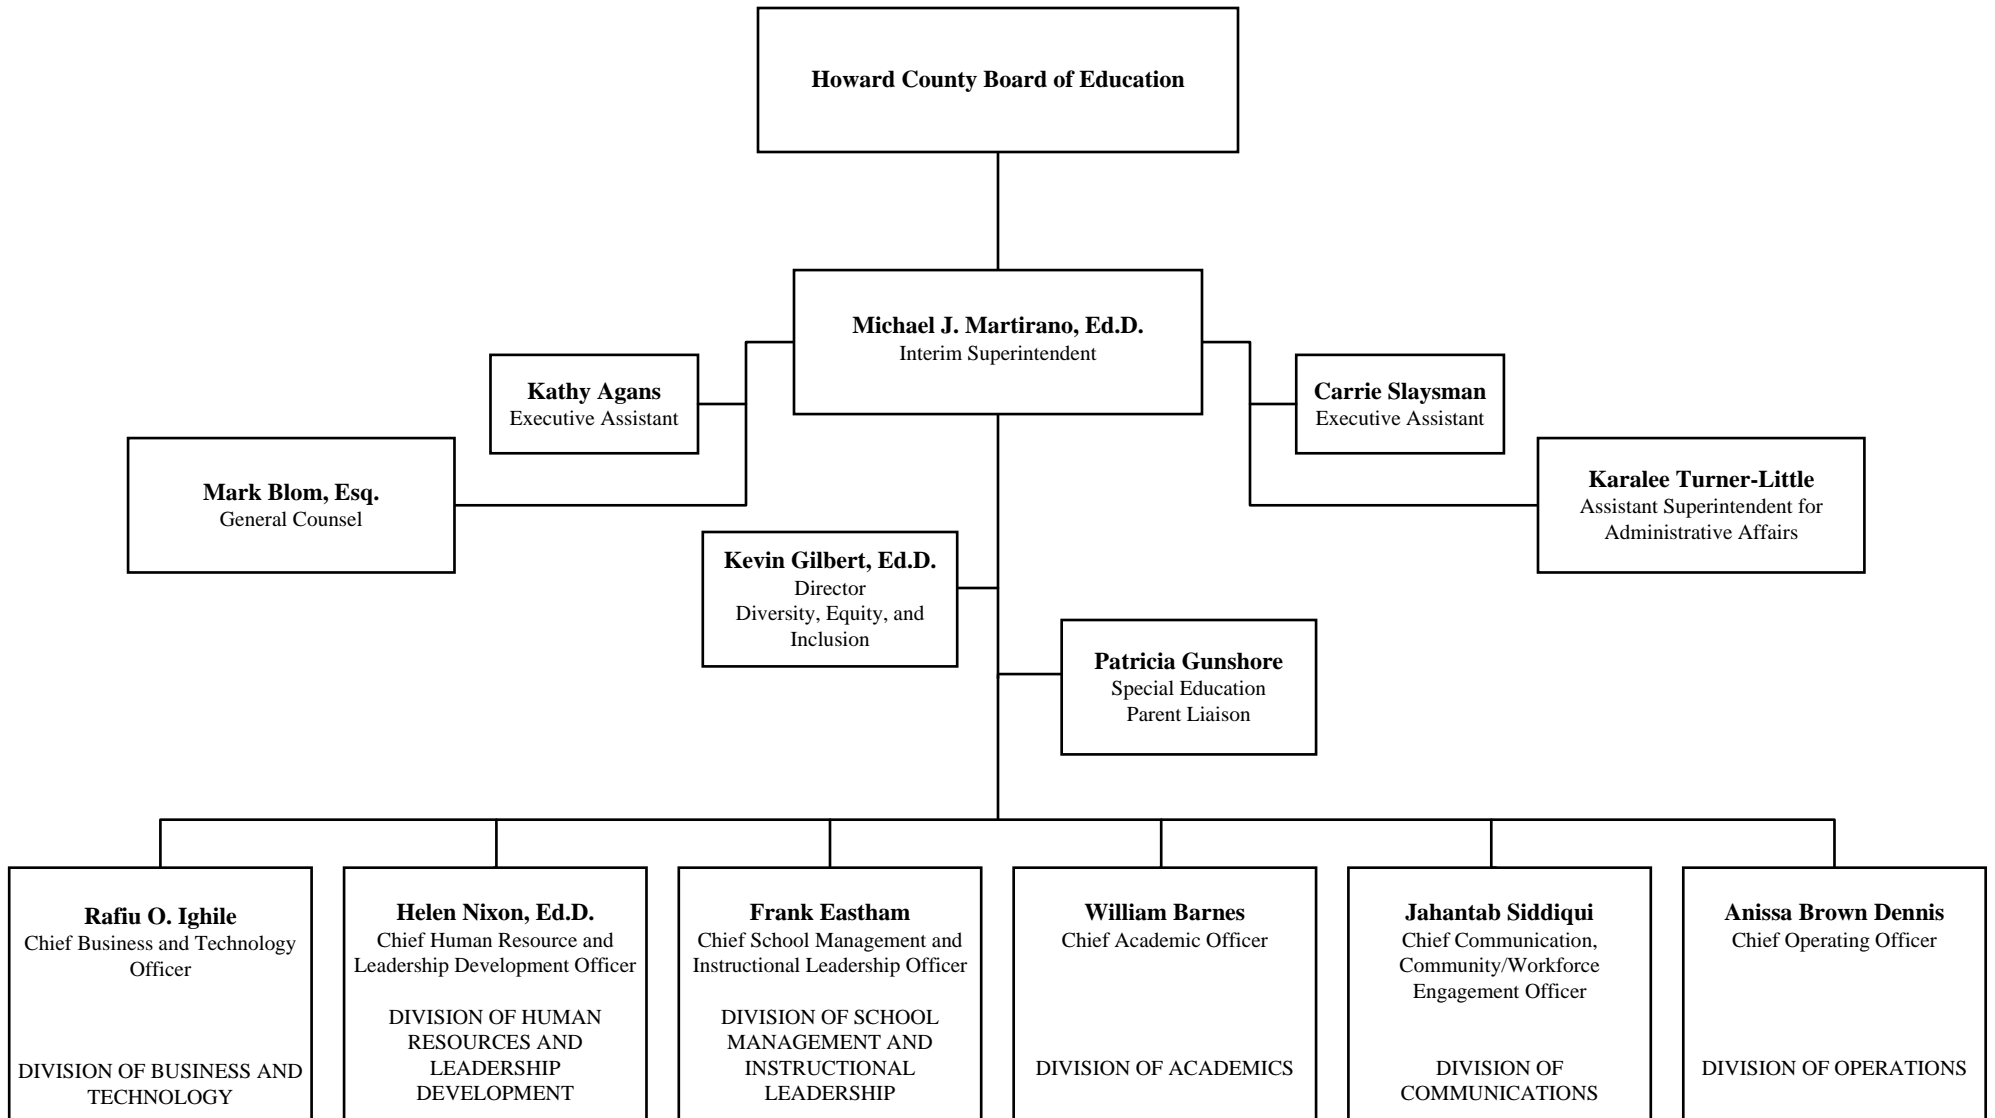 Howard County Board of Education
Michael J. Martirano, Ed.D.
Interim Superintendent
Kathy Agans
Executive Assistant
Carrie Slaysman
Executive Assistant
Mark Blom, Esq.
General Counsel
Karalee Turner-Little
Assistant Superintendent for
Administrative Affairs
Kevin Gilbert, Ed.D.
Director
Diversity, Equity, and
Inclusion
Patricia Gunshore
Special Education
Parent Liaison
Rafiu O. Ighile
Chief Business and Technology
Officer
DIVISION OF BUSINESS AND
TECHNOLOGY
Helen Nixon, Ed.D.
Chief Human Resource and
Leadership Development Officer
DIVISION OF HUMAN
RESOURCES AND
LEADERSHIP
DEVELOPMENT
Frank Eastham
Chief School Management and
Instructional Leadership Officer
DIVISION OF SCHOOL
MANAGEMENT AND
INSTRUCTIONAL
LEADERSHIP
William Barnes
Chief Academic Officer
DIVISION OF ACADEMICS
Jahantab Siddiqui
Chief Communication,
Community/Workforce
Engagement Officer
DIVISION OF
COMMUNICATIONS
Anissa Brown Dennis
Chief Operating Officer
DIVISION OF OPERATIONS